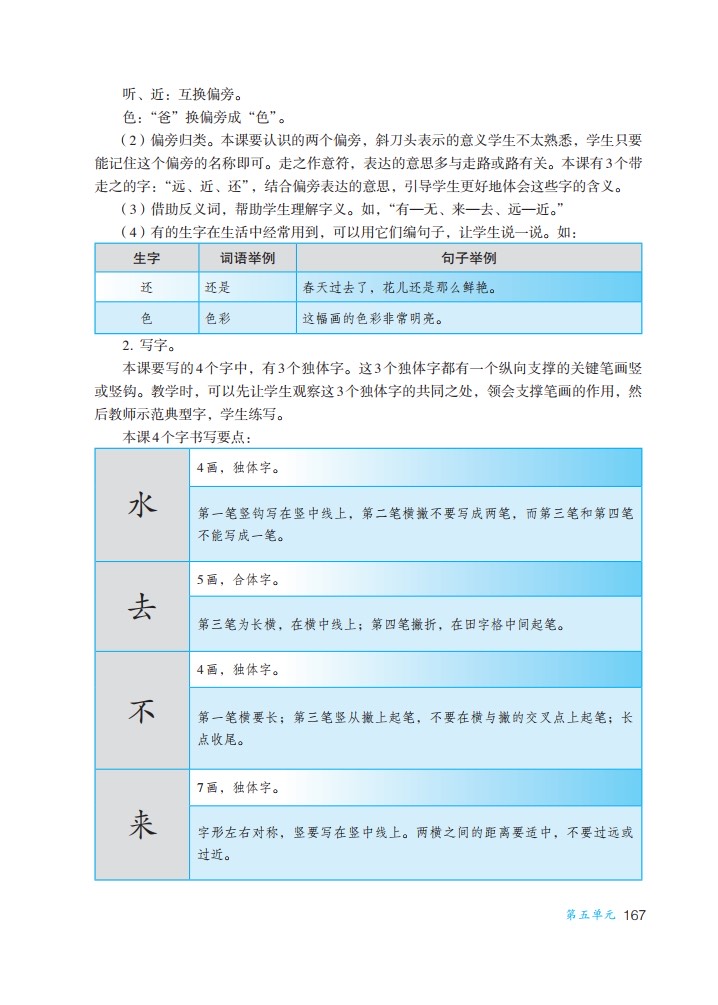 听、近：互换偏旁。
色：“爸”换偏旁成“色”。
（2）偏旁归类。本课要认识的两个偏旁，斜刀头表示的意义学生不太熟悉，学生只要
能记住这个偏旁的名称即可。走之作意符，表达的意思多与走路或路有关。本课有3个带
走之的字：“远、近、还”，结合偏旁表达的意思，引导学生更好地体会这些字的含义。
（3）借助反义词，帮助学生理解字义。如，“有—无、来—去、远—近。”
（4）有的生字在生活中经常用到，可以用它们编句子，让学生说一说。如：
生字 词语举例 句子举例
还 还是 春天过去了，花儿还是那么鲜艳。
色 色彩 这幅画的色彩非常明亮。
2. 写字。
本课要写的4个字中，有3个独体字。这3个独体字都有一个纵向支撑的关键笔画竖
或竖钩。教学时，可以先让学生观察这3个独体字的共同之处，领会支撑笔画的作用，然
后教师示范典型字，学生练写。
本课4个字书写要点：
水
4画，独体字。
第一笔竖钩写在竖中线上，第二笔横撇不要写成两笔，而第三笔和第四笔
不能写成一笔。
去
5画，合体字。
第三笔为长横，在横中线上；第四笔撇折，在田字格中间起笔。
不
4画，独体字。
第一笔横要长；第三笔竖从撇上起笔，不要在横与撇的交叉点上起笔；长
点收尾。
来
7画，独体字。
字形左右对称，竖要写在竖中线上。两横之间的距离要适中，不要过远或
过近。
第五单元 167